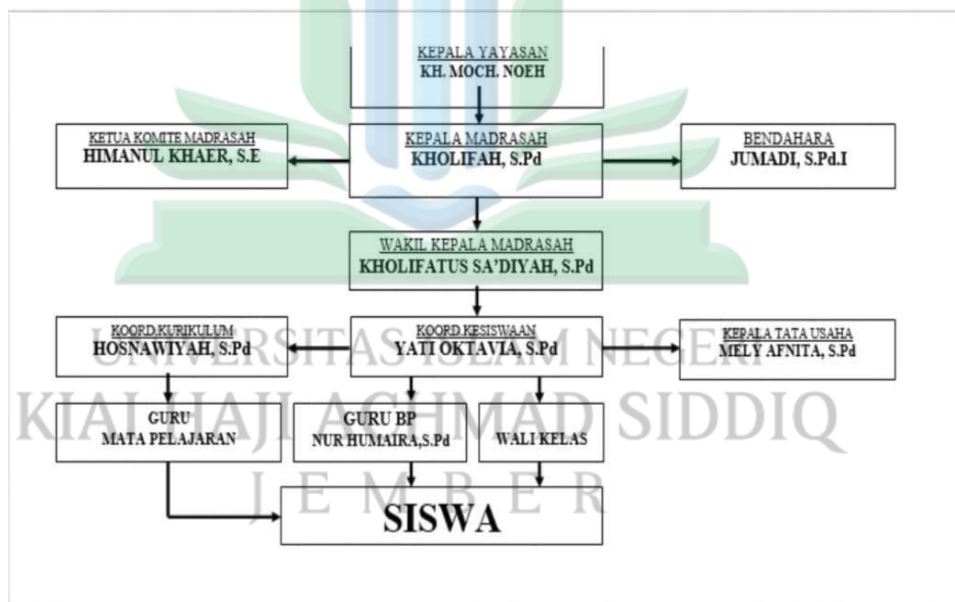 KEPALA YAYASAN
KH. MOCH. NOEH
KETUA KOMITE MADRASAH
HIMANUL KHAER, S.E
KEPALA MADRASAH
KHOLIFAH, S.Pd
BENDAHARA
JUMADI, S.Pd.I
WAKIL KEPALA MADRASAH
KHOLIFATUS SA'DIYAH, S.Pd
KOORD.KURIKULUM
HOSNAWIYAH, S.Pd
KOORD.KESISWAAN
YATI OKTAVIA, S.Pd
KEPALA TATA USAHA
MELY AFNITA, S.Pd
UNIVERSITAS ISLAM NEGERI
KIAI HAJI ACHMAD SIDDIQ
JEMBER
GURU
MATA PELAJARAN
GURU BP
NUR HUMAIRA,S.Pd
WALI KELAS
SISWA